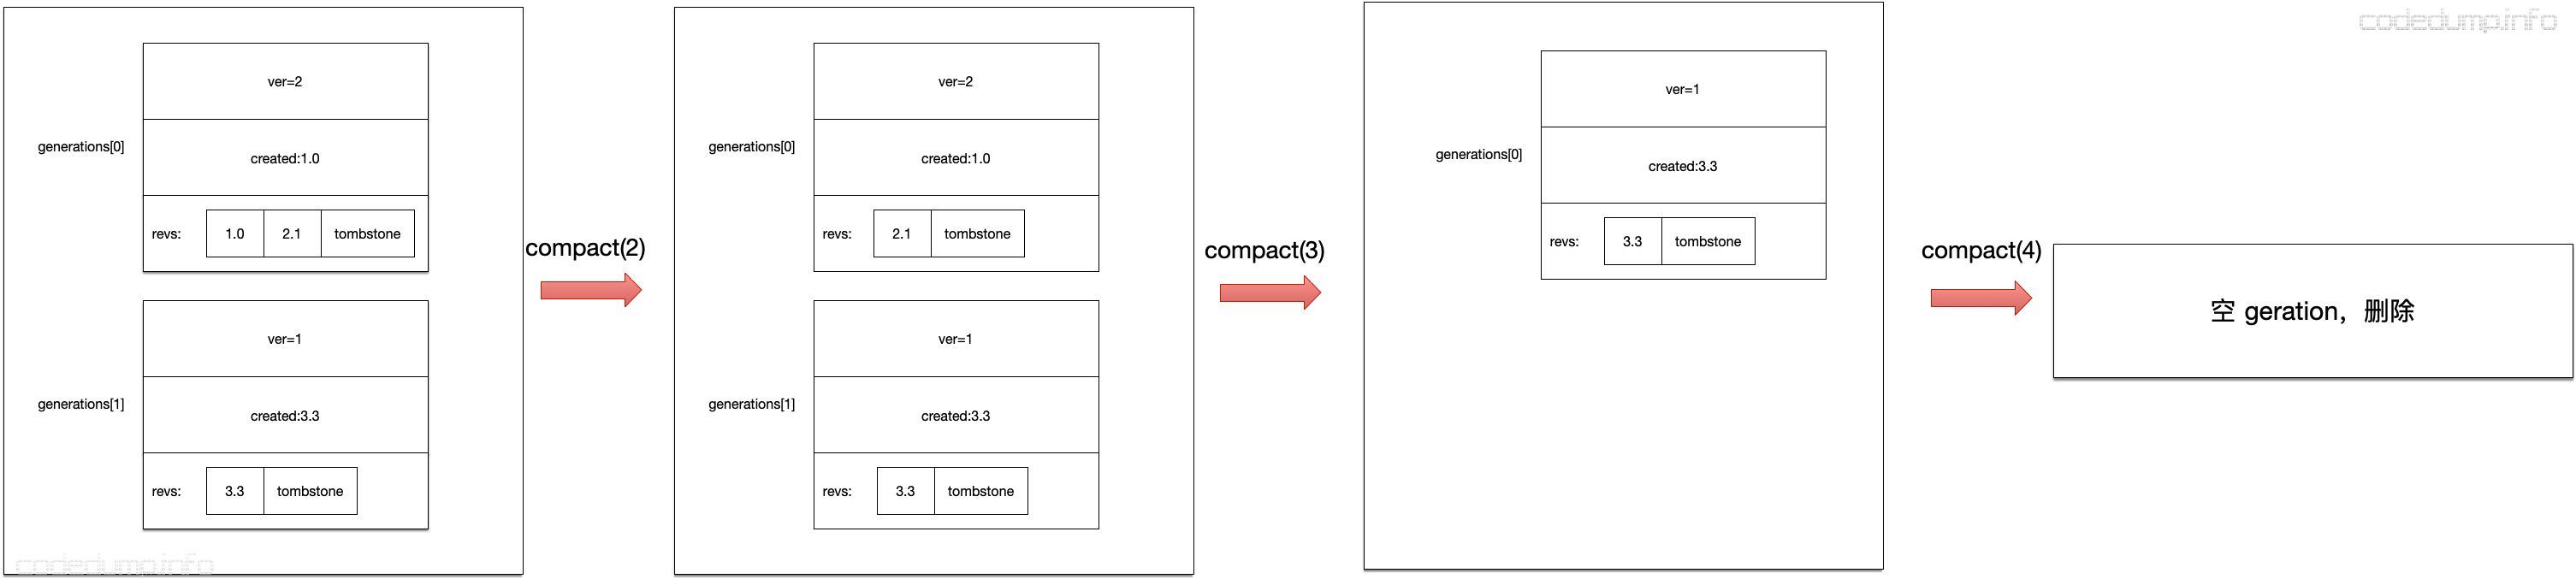 ver=2
generations[0]
created:1.0
revs:
1.0
2.1
tombstone
ver=1
generations[1]
created:3.3
revs:
3.3
tombstone
codedump.info
compact(2)
ver=2
generations[0]
created:1.0
revs:
2.1
tombstone
ver=1
generations[1]
created:3.3
revs:
3.3
tombstone
compact(3)
ver=1
generations[0]
created:3.3
revs:
3.3
tombstone
compact(4)
空 geration，删除
codedump.info